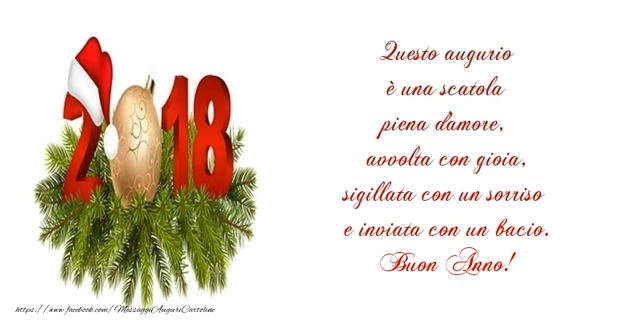 2018
Questo augurio
è una scatola
piena d'amore,
avvolta con gioia,
sigillata con un sorriso
e inviata con un bacio.
Buon Anno!
https://www.facebook.com/MessaggiAuguriCartoline